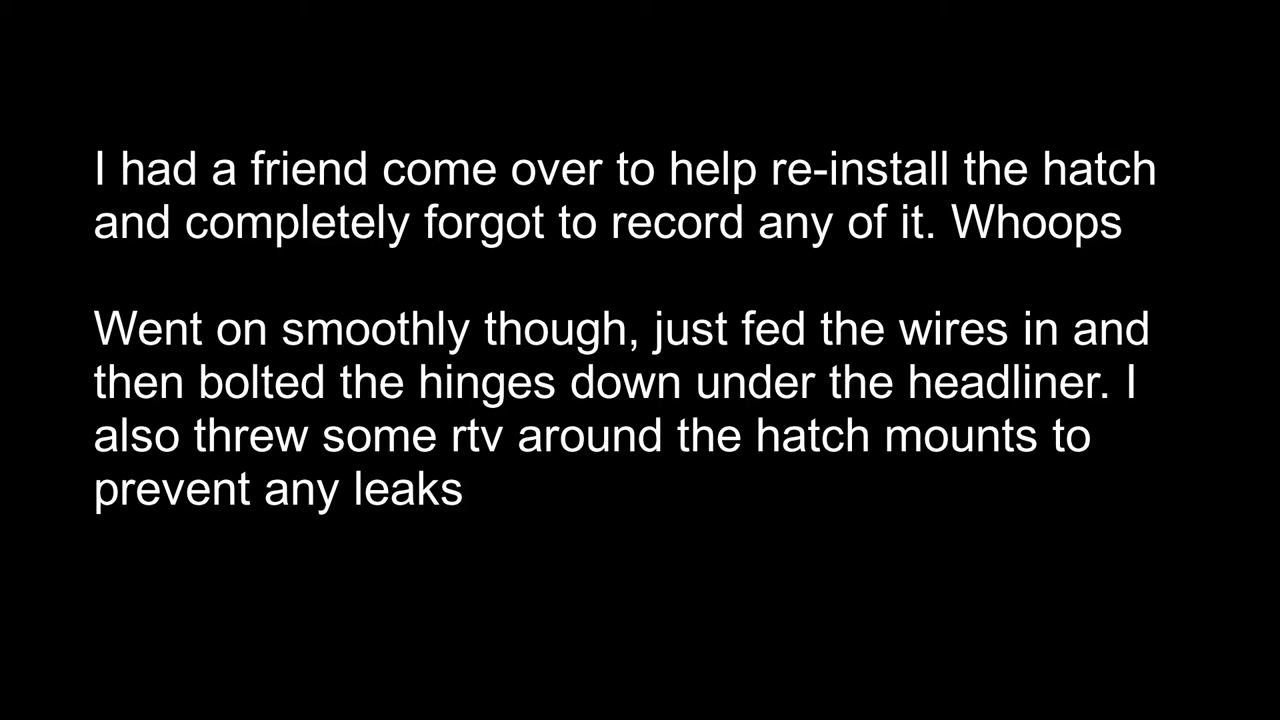 I had a friend come over to help re-install the hatch
and completely forgot to record any of it. Whoops
Went on smoothly though, just fed the wires in and
then bolted the hinges down under the headliner. I
also threw some rtv around the hatch mounts to
prevent any leaks